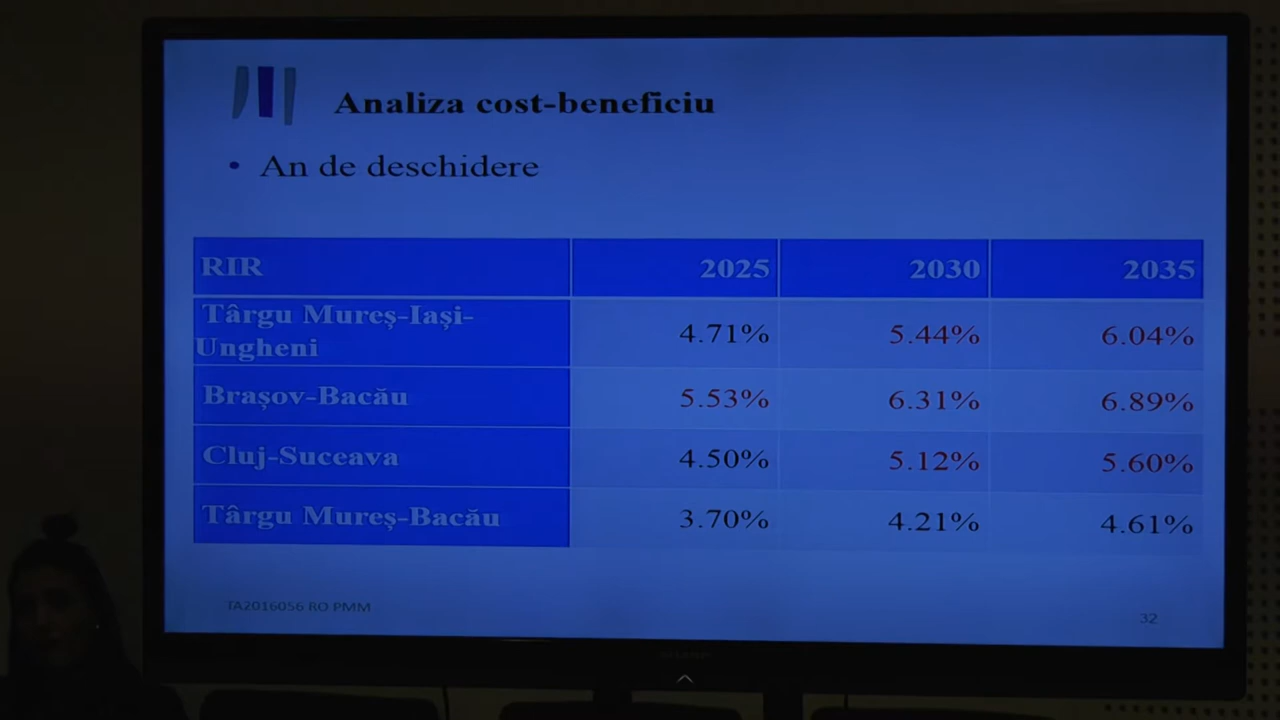 Analiza cost-beneficiu
• An de deschidere
RIR 2025 2030 2035
Târgu Mureș-Iași-
Ungheni 4.71% 5.44% 6.04%
Brașov-Bacău 5.53% 6.31% 6.89%
Cluj-Suceava 4.50% 5.12% 5.60%
Târgu Mureș-Bacău 3.70% 4.21% 4.61%
TA2016056 RO PMM 32